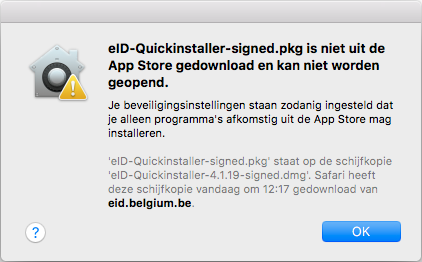 eID-Quickinstaller-signed.pkg is niet uit de
App Store gedownload en kan niet worden
geopend.
Je beveiligingsinstellingen staan zodanig ingesteld dat
je alleen programma's afkomstig uit de App Store mag
installeren.
'eID-Quickinstaller-signed.pkg' staat op de schijfkopie
'eID-Quickinstaller-4.1.19-signed.dmg'. Safari heeft
deze schijfkopie vandaag om 12:17 gedownload van
eid.belgium.be.
? OK